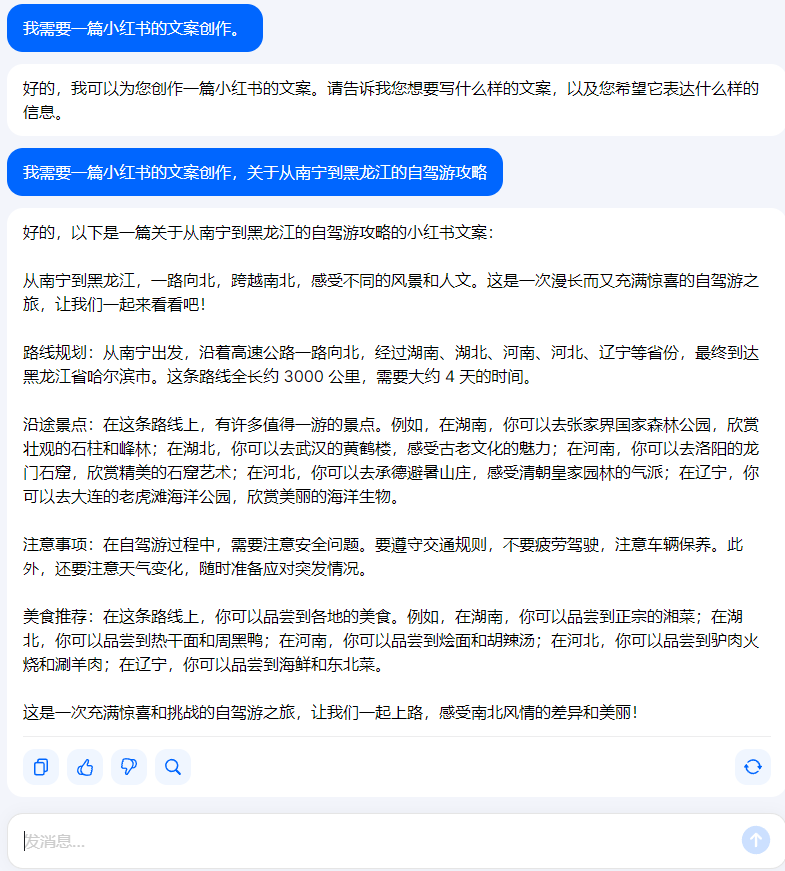 我需要一篇小红书的文案创作。
好的，我可以为您创作一篇小红书的文案。请告诉我您想要写什么样的文案，以及您希望它表达什么样的
信息。
我需要一篇小红书的文案创作，关于从南宁到黑龙江的自驾游攻略
好的，以下是一篇关于从南宁到黑龙江的自驾游攻略的小红书文案：
从南宁到黑龙江，一路向北，跨越南北，感受不同的风景和人文。这是一次漫长而又充满惊喜的自驾游之
旅，让我们一起来看看吧！
路线规划：从南宁出发，沿着高速公路一路向北，经过湖南、湖北、河南、河北、辽宁等省份，最终到达
黑龙江省哈尔滨市。这条路线全长约 3000 公里，需要大约 4 天的时间。
沿途景点：在这条路线上，有许多值得一游的景点。例如，在湖南，你可以去张家界国家森林公园，欣赏
壮观的石柱和峰林；在湖北，你可以去武汉的黄鹤楼，感受古老文化的魅力；在河南，你可以去洛阳的龙
门石窟，欣赏精美的石窟艺术；在河北，你可以去承德避暑山庄，感受清朝皇家园林的气派；在辽宁，你
可以去大连的老虎滩海洋公园，欣赏美丽的海洋生物。
注意事项：在自驾游过程中，需要注意安全问题。要遵守交通规则，不要疲劳驾驶，注意车辆保养。此
外，还要注意天气变化，随时准备应对突发情况。
美食推荐：在这条路线上，你可以品尝到各地的美食。例如，在湖南，你可以品尝到正宗的湘菜；在湖
北，你可以品尝到热干面和周黑鸭；在河南，你可以品尝到烩面和胡辣汤；在河北，你可以品尝到驴肉火
烧和涮羊肉；在辽宁，你可以品尝到海鲜和东北菜。
这是一次充满惊喜和挑战的自驾游之旅，让我们一起上路，感受南北风情的差异和美丽！
发消息...